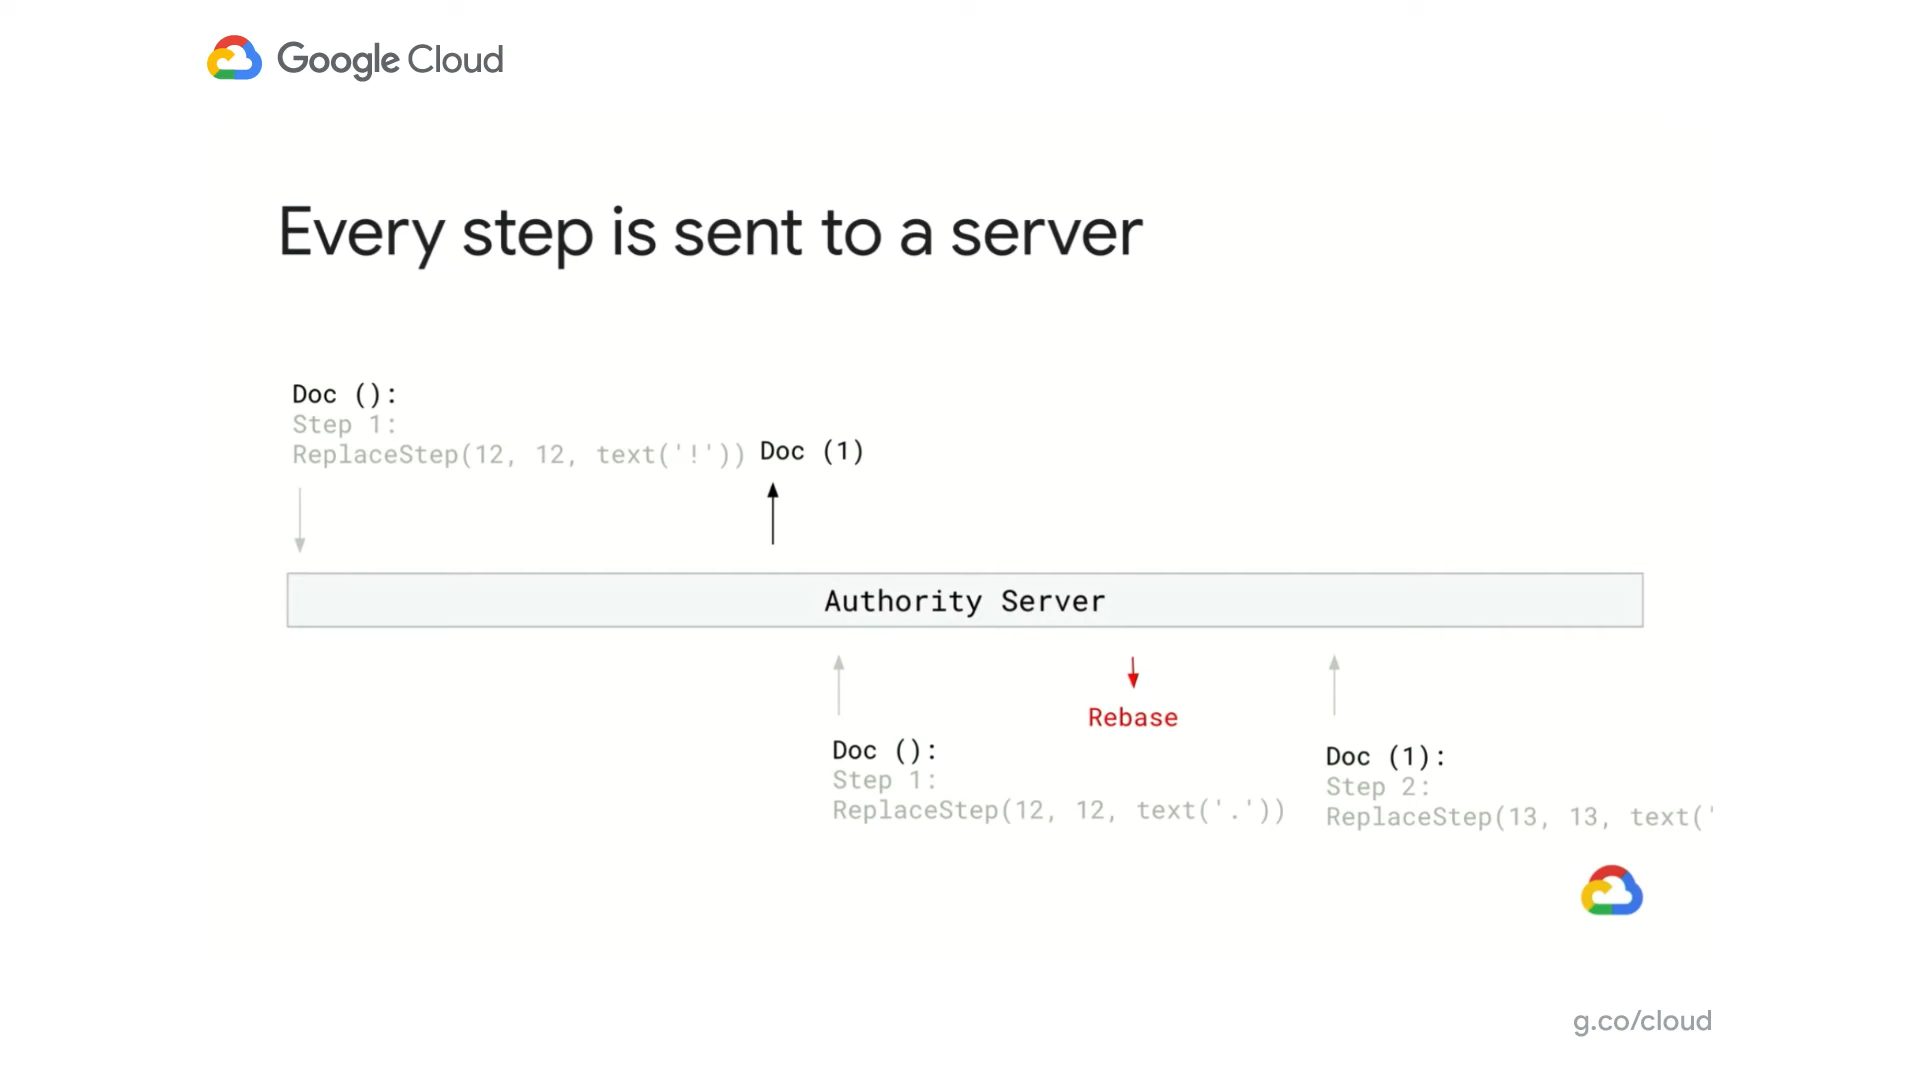 Google Cloud
Every step is sent to a server
Doc ():
Step 1:
ReplaceStep(12, 12, text('!'))
Doc (1)
Authority Server
Rebase
Doc ():
Step 1:
ReplaceStep(12, 12, text('.'))
Doc (1):
Step 2:
ReplaceStep(13, 13, text('
g.co/cloud